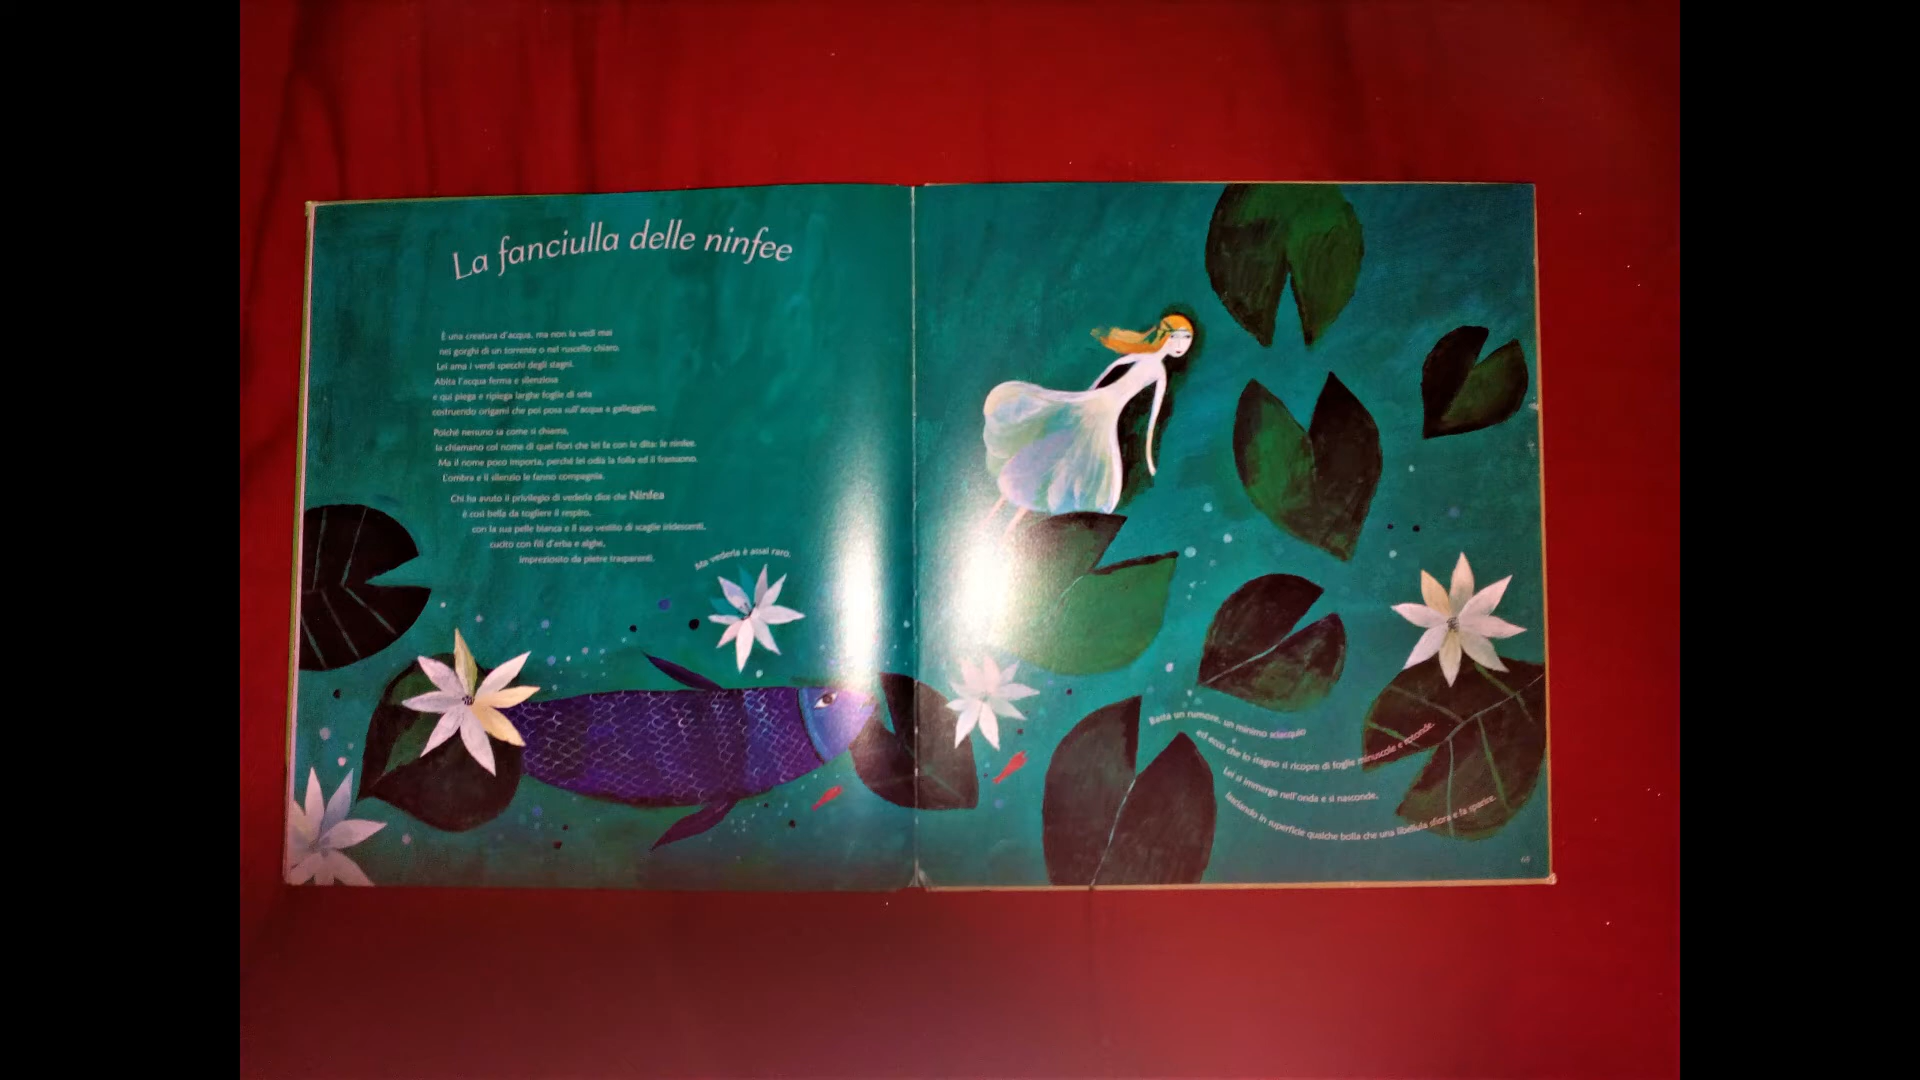 La fanciulla delle ninfee
È una creatura d'acqua, ma non la vedi mai
nei gorghi di un torrente o nel ruscello chiaro.
Lei ama i verdi specchi degli stagni.
Abita l'acqua ferma e silenziosa
e qui piega e ripiega larghe foglie di seta
costruendo origami che poi posa sull'acqua a galleggiare.
Poiché nessuno sa come si chiama,
la chiamano col nome di quei fiori che lei fa con le dita: le ninfee.
Ma il nome poco importa, perché lei odia la folla ed il frastuono.
L'ombra e il silenzio le fanno compagnia.
Chi ha avuto il privilegio di vederla dice che Ninfea
è così bella da togliere il respiro,
con la sua pelle bianca e il suo vestito di scaglie iridescenti,
cucito con fili d'erba e alghe,
impreziosito da pietre trasparenti.
Ma vederla è assai raro.
Basta un rumore, un minimo sciacquio
ed ecco che lo stagno si ricopre di foglie minuscole e rotonde.
Lei si immerge nell'onda e si nasconde,
lasciando in superficie qualche bolla che una libellula sfiora e fa sparire.